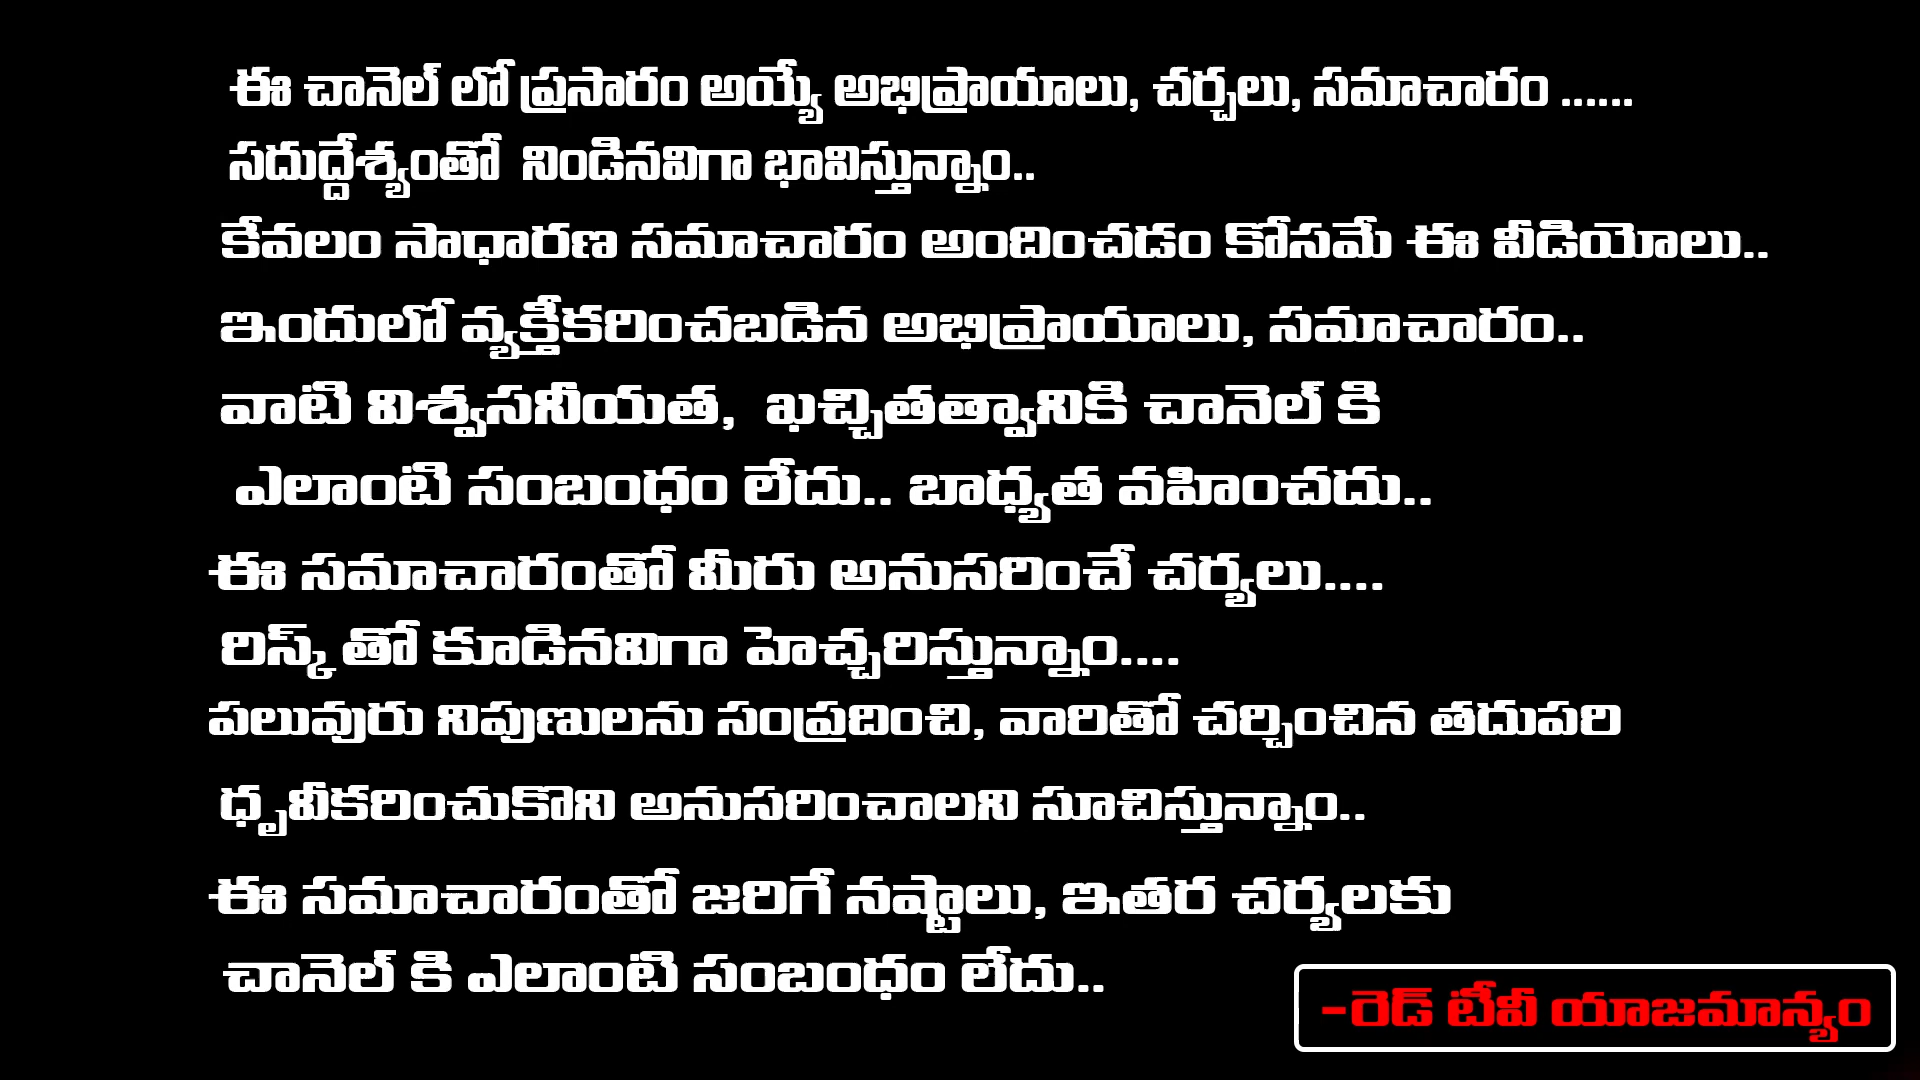 ఈ చానెల్ లో ప్రసారం అయ్యే అభిప్రాయాలు, చర్చలు, సమాచారం ......
సదుద్దేశ్యంతో నిండినవిగా భావిస్తున్నాం..
కేవలం సాధారణ సమాచారం అందించడం కోసమే ఈ వీడియోలు..
ఇందులో వ్యక్తీకరించబడిన అభిప్రాయాలు, సమాచారం..
వాటి విశ్వసనీయత, ఖచ్చితత్వానికి చానెల్ కి
ఎలాంటి సంబంధం లేదు.. బాధ్యత వహించదు..
ఈ సమాచారంతో మీరు అనుసరించే చర్యలు....
రిస్క్ తో కూడినవిగా హెచ్చరిస్తున్నాం....
పలువురు నిపుణులను సంప్రదించి, వారితో చర్చించిన తదుపరి
ధృవీకరించుకొని అనుసరించాలని సూచిస్తున్నాం..
ఈ సమాచారంతో జరిగే నష్టాలు, ఇతర చర్యలకు
చానెల్ కి ఎలాంటి సంబంధం లేదు..
-రెడ్ టీవీ యాజమాన్యం